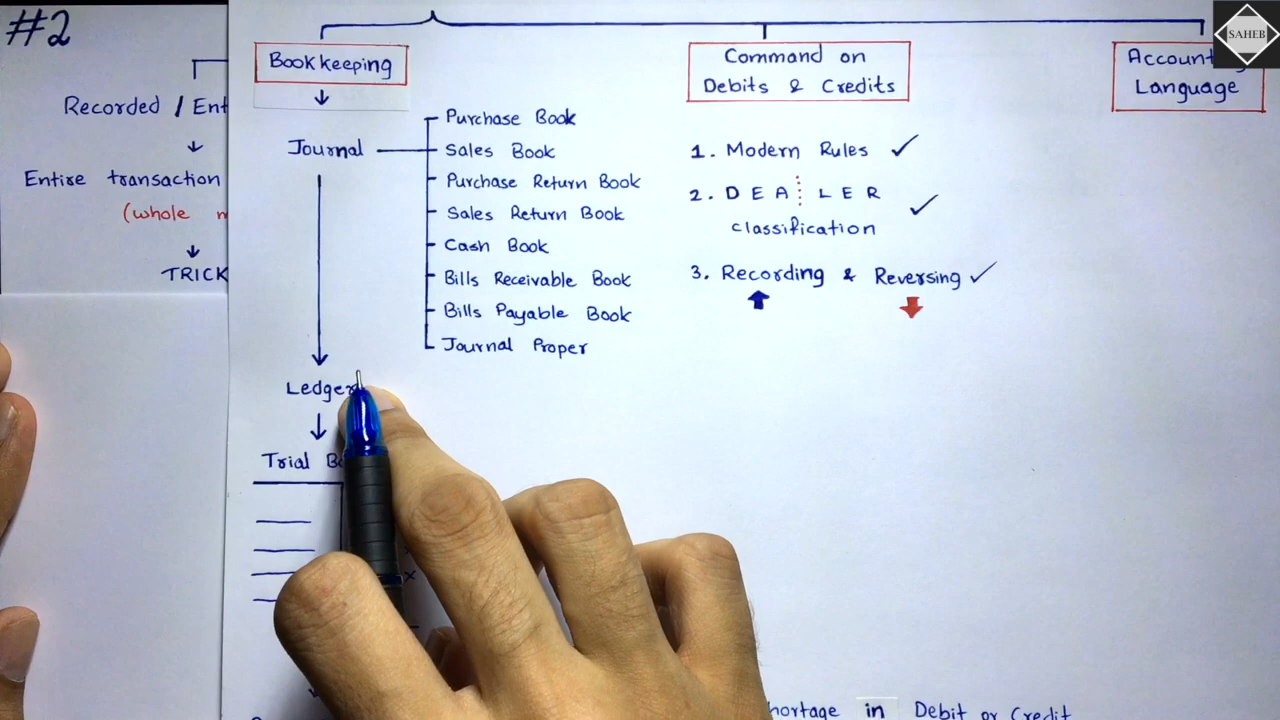 #2
Recorded / Ent
Entire transaction
(whole
TRICK
Bookkeeping
Journal
Purchase Book
Sales Book
Purchase Return Book
Sales Return Book
Cash Book
Bills Receivable Book
Bills Payable Book
Journal Proper
Ledger
Trial
Command on
Debits & Credits
1. Modern Rules ✓
2. D E A ⋮ L E R ✓
classification
3. Recording & Reversing ✓
Account
Language
SAHEB
hortage in Debit or Credit